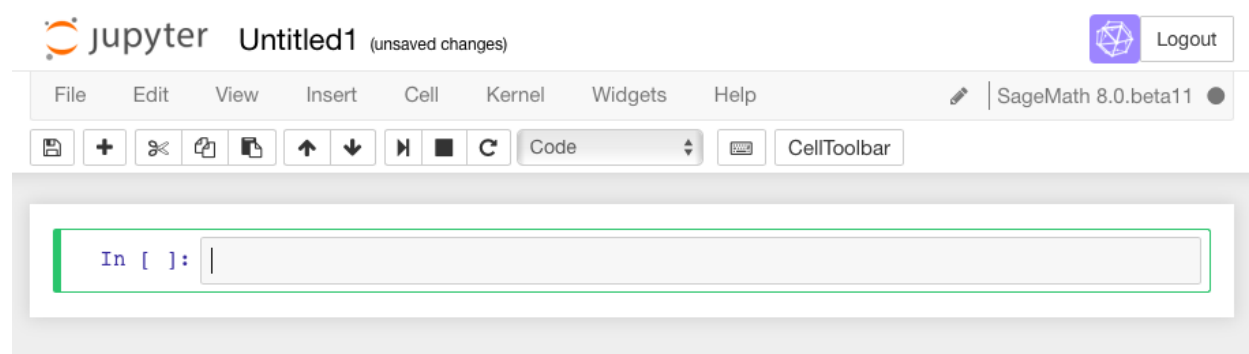 jupyter Untitled1 (unsaved changes) Logout
File Edit View Insert Cell Kernel Widgets Help SageMath 8.0.beta11
Code CellToolbar
In [ ]: